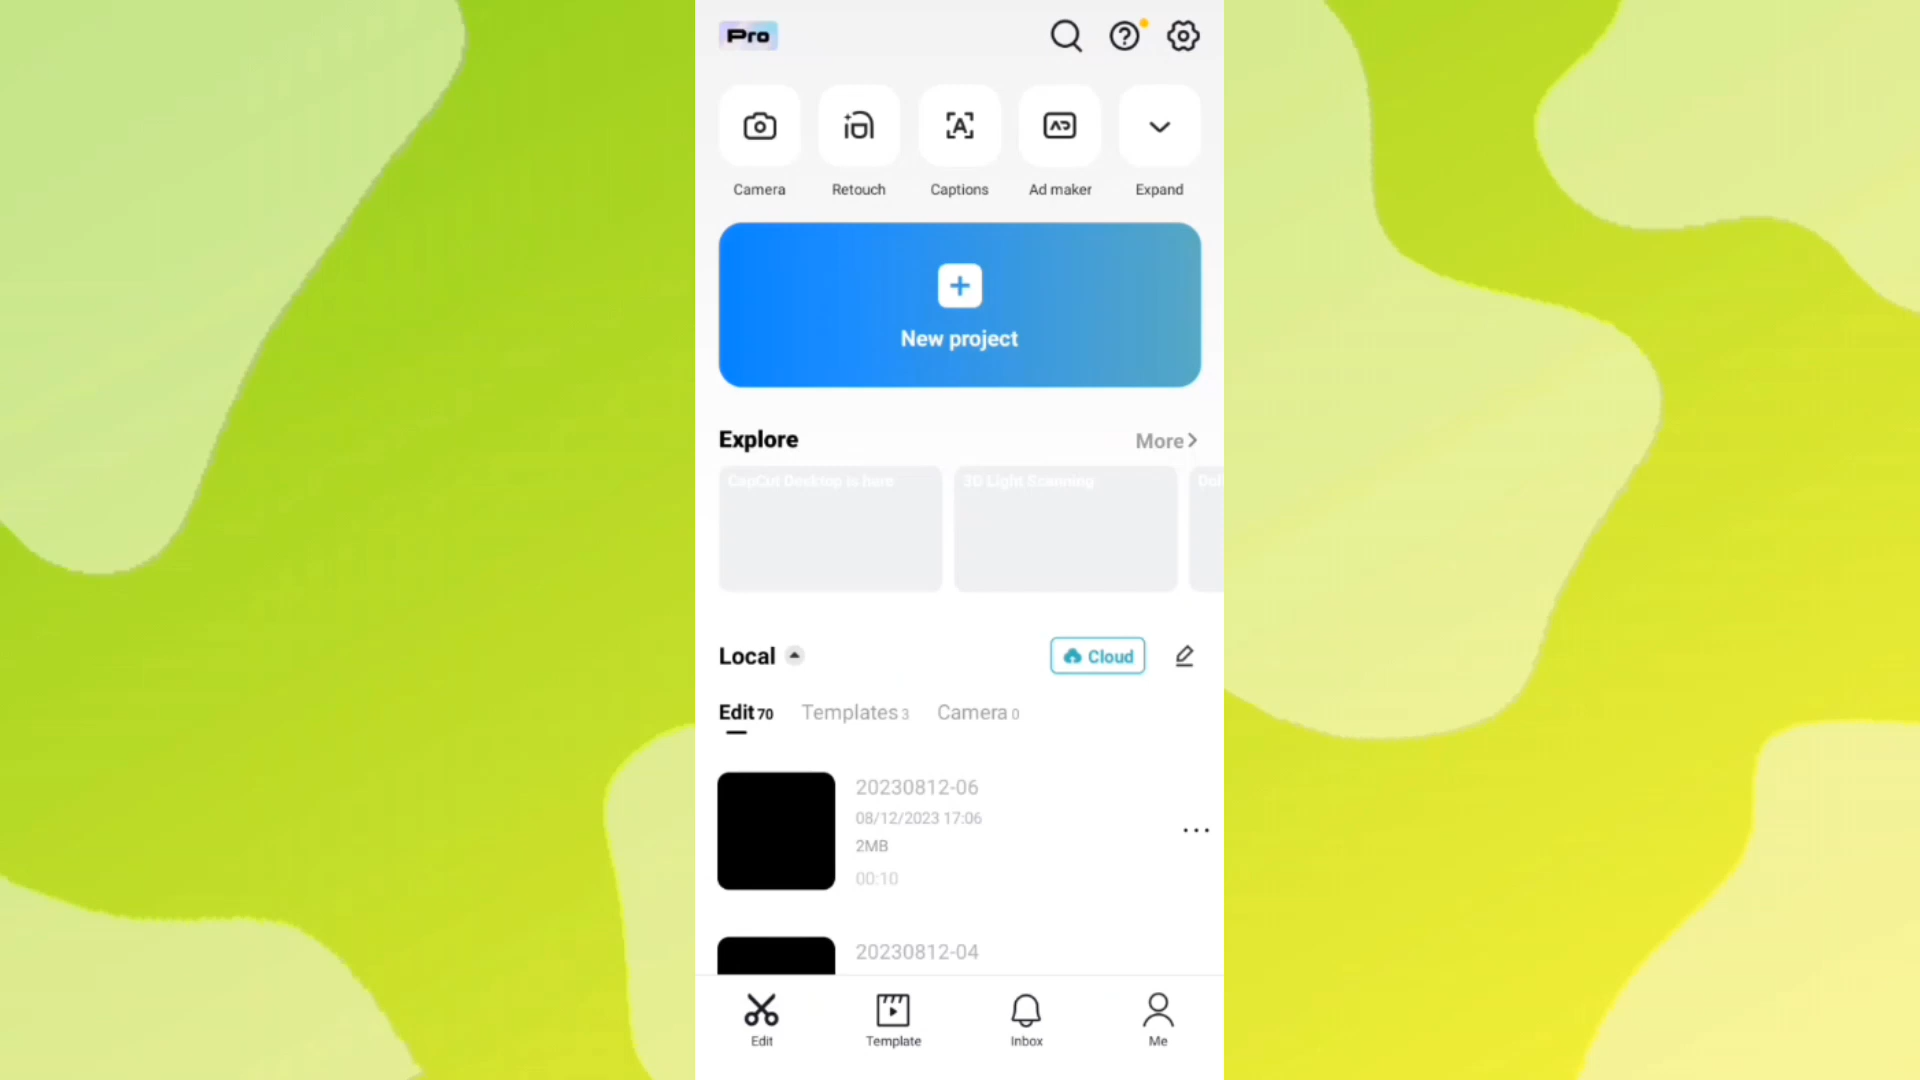 Pro
Camera
Retouch
Captions
Ad maker
Expand
New project
Explore
More
CapCut Desktop is here
3D Light Scanning
Local
Cloud
Edit 70
Templates 3
Camera 0
20230812-06
08/12/2023 17:06
2MB
00:10
20230812-04
Edit
Template
Inbox
Me